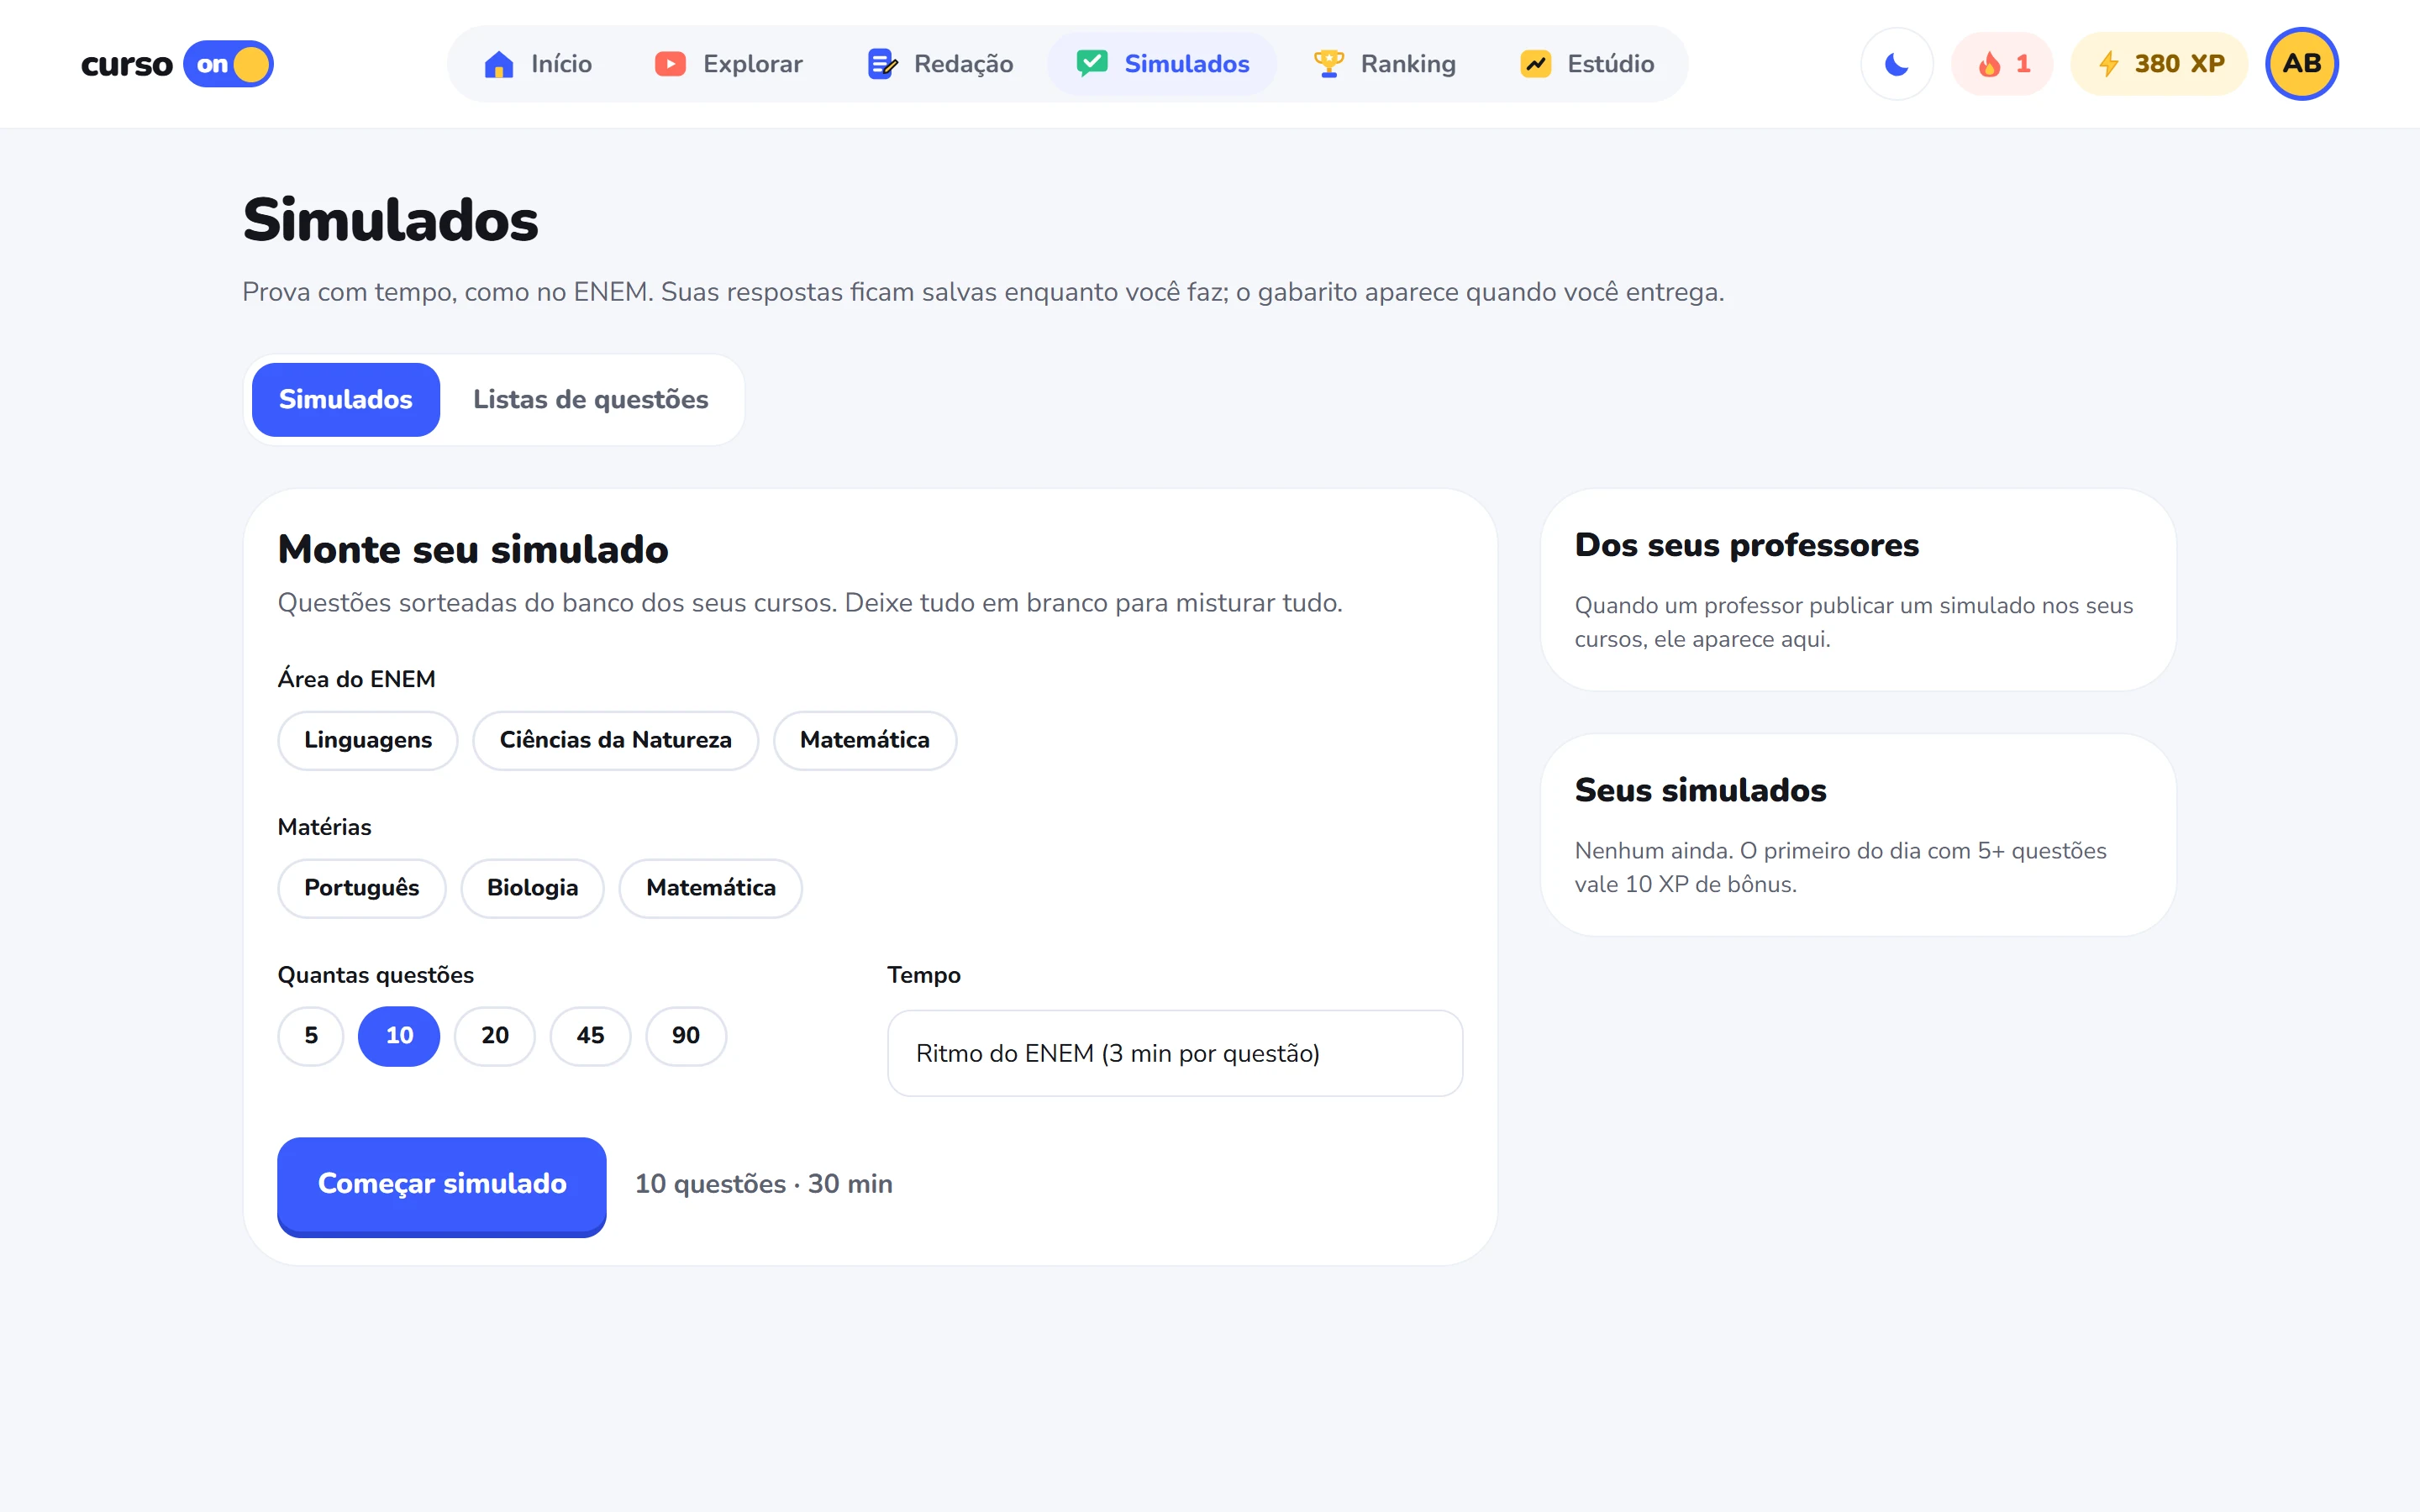 curso on
Início
Explorar
Redação
Simulados
Ranking
Estúdio
1
380 XP
AB
Simulados
Prova com tempo, como no ENEM. Suas respostas ficam salvas enquanto você faz; o gabarito aparece quando você entrega.
Simulados
Listas de questões
Monte seu simulado
Questões sorteadas do banco dos seus cursos. Deixe tudo em branco para misturar tudo.
Área do ENEM
Linguagens
Ciências da Natureza
Matemática
Matérias
Português
Biologia
Matemática
Quantas questões
5
10
20
45
90
Tempo
Ritmo do ENEM (3 min por questão)
Começar simulado
10 questões · 30 min
Dos seus professores
Quando um professor publicar um simulado nos seus
cursos, ele aparece aqui.
Seus simulados
Nenhum ainda. O primeiro do dia com 5+ questões
vale 10 XP de bônus.